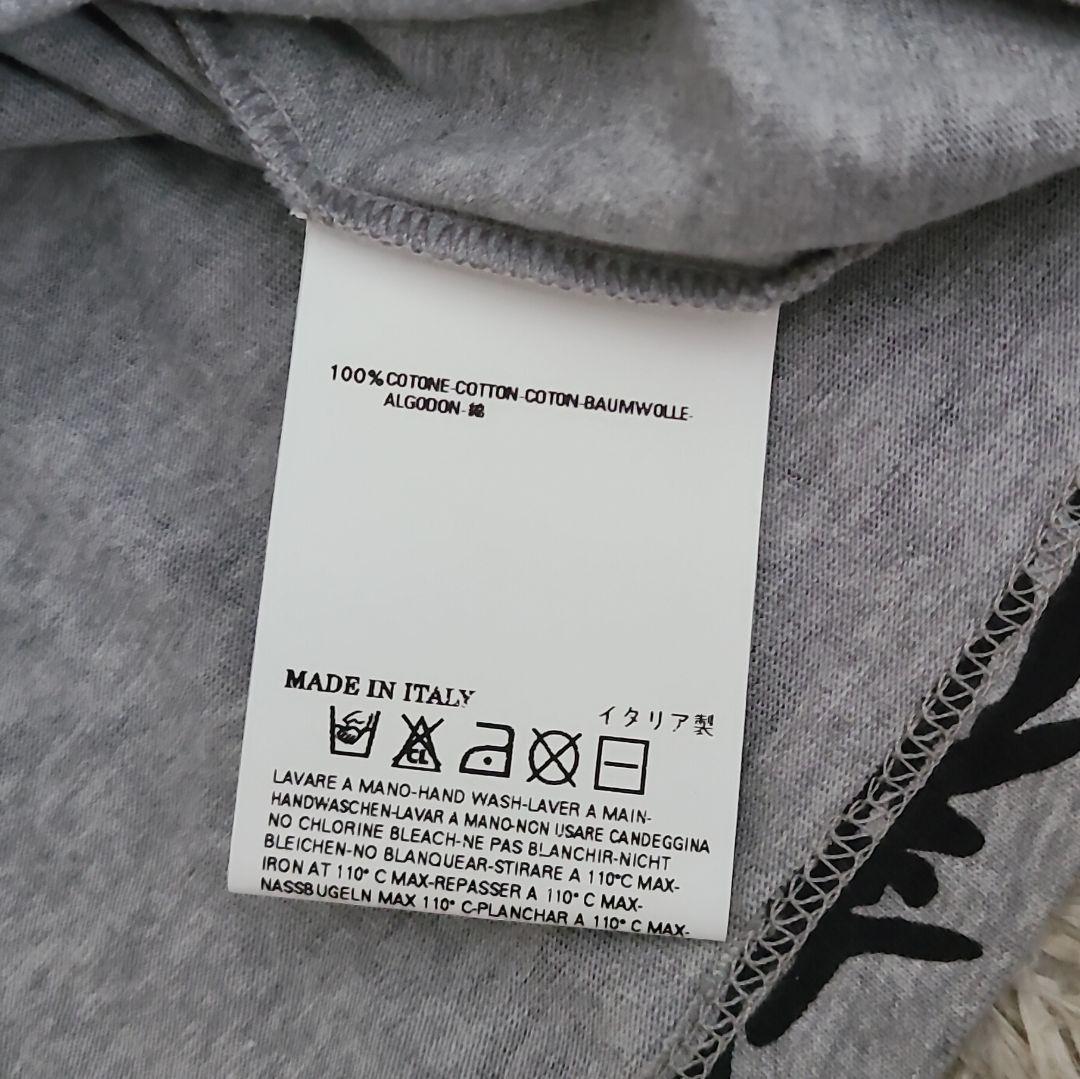 100%COTONE-COTTON-COTON-BAUMWOLLE-
ALGODON-綿
MADE IN ITALY
イタリア製
CL
LAVARE A MANO-HAND WASH-LAVER A MAIN-
HANDWASCHEN-LAVAR A MANO-NON USARE CANDEGGINA
NO CHLORINE BLEACH-NE PAS BLANCHIR-NICHT
BLEICHEN-NO BLANQUEAR-STIRARE A 110°C MAX-
IRON AT 110° C MAX-REPASSER A 110° C MAX-
NASSBUGELN MAX 110° C-PLANCHAR A 110° C MAX-